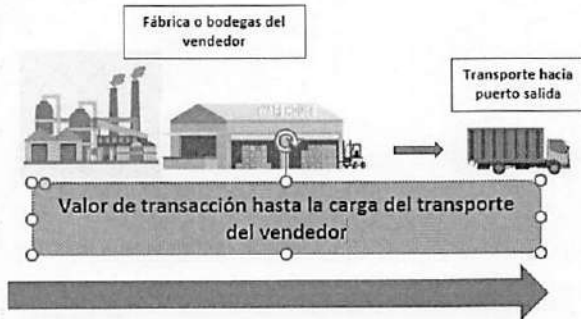 Fábrica o bodegas del
vendedor
Transporte hacia
puerto salida
Valor de transacción hasta la carga del transporte
del vendedor